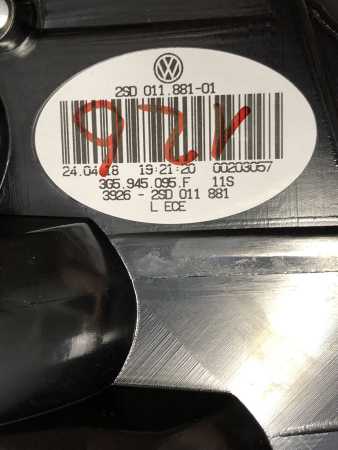 2SD 011.881-01
24.04.18 19:21:20 00203057
3G5.945.095.F 11S
3926 - 2SD 011 881
L ECE